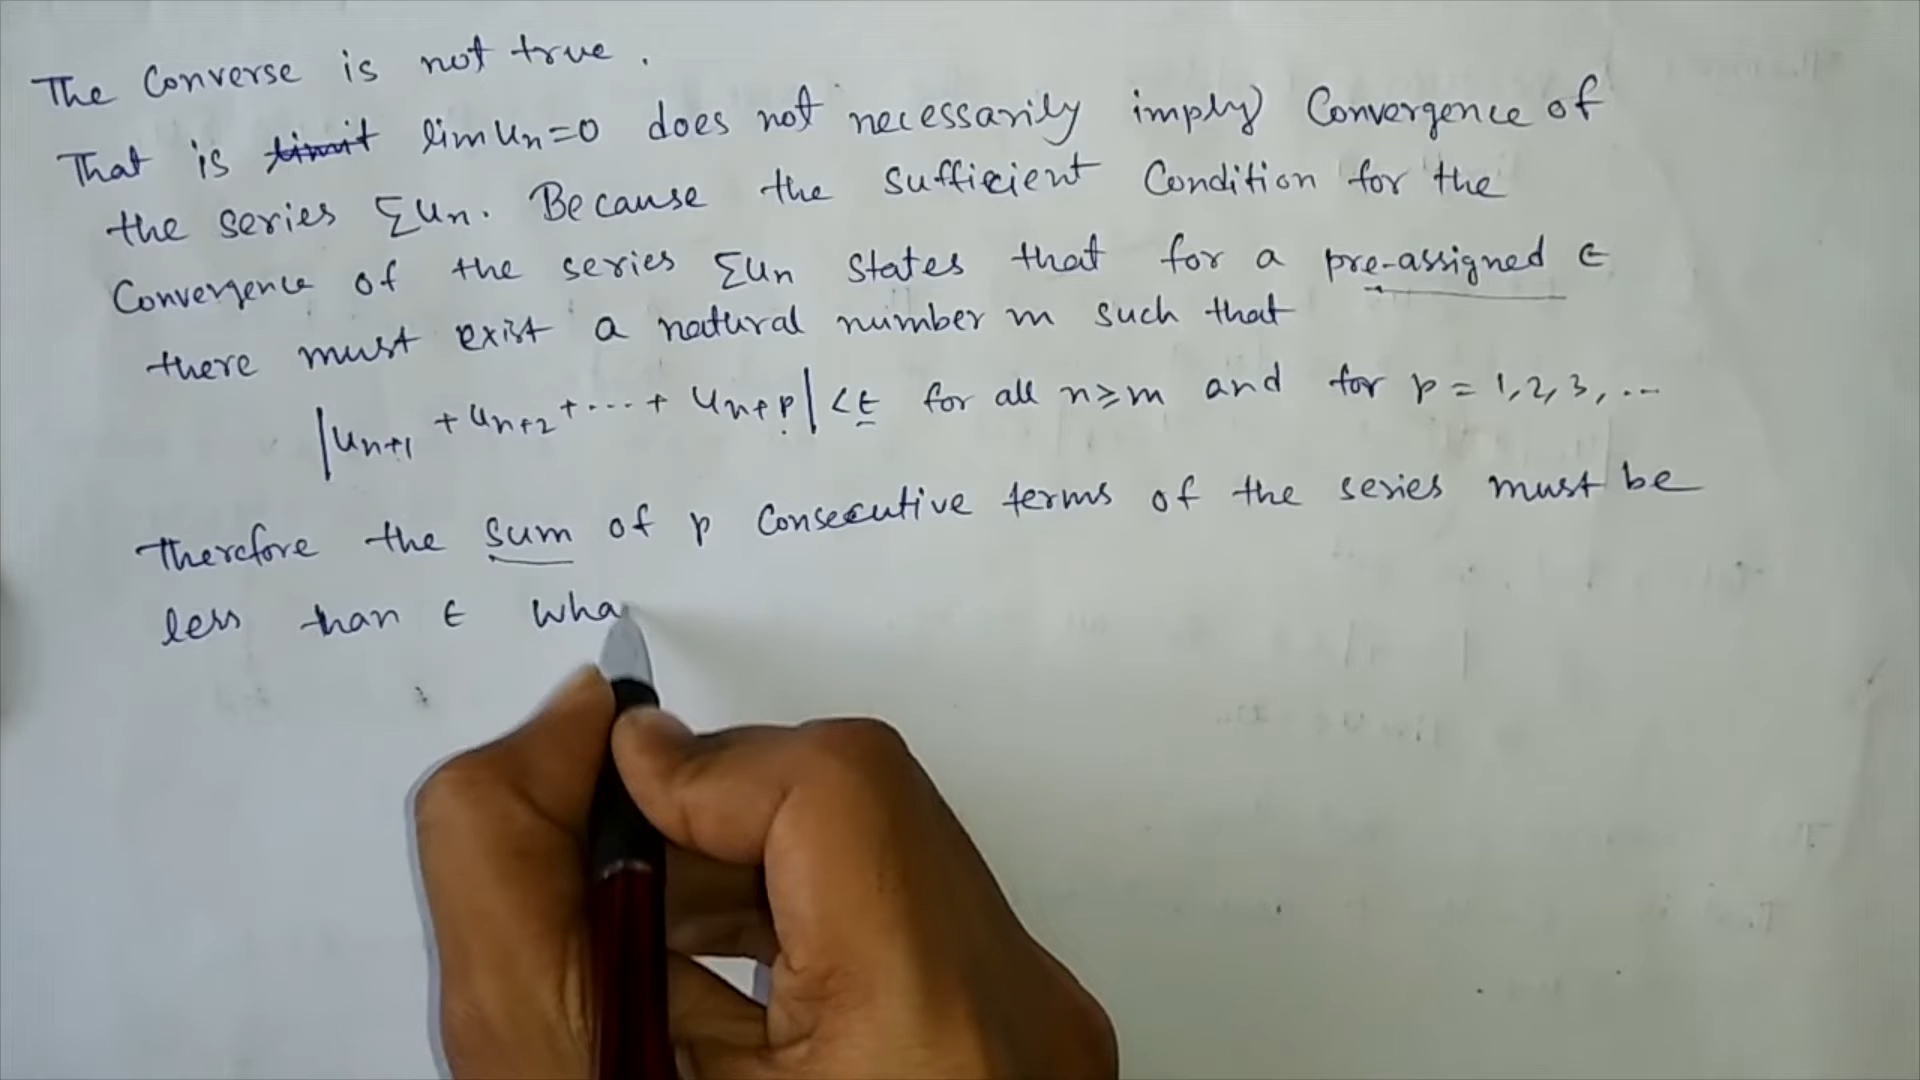 The Converse is not true.
That is limit lim un=0 does not necessarily imply Convergence of
the series Σun. Because the sufficient Condition for the
Convergence of the series Σun states that for a pre-assigned ϵ
there must exist a natural number m such that
|un+1 + un+2 + ... + un+p| < ϵ for all n≥m and for p = 1,2,3,...
Therefore the sum of p Consecutive terms of the series must be
less than ϵ wha